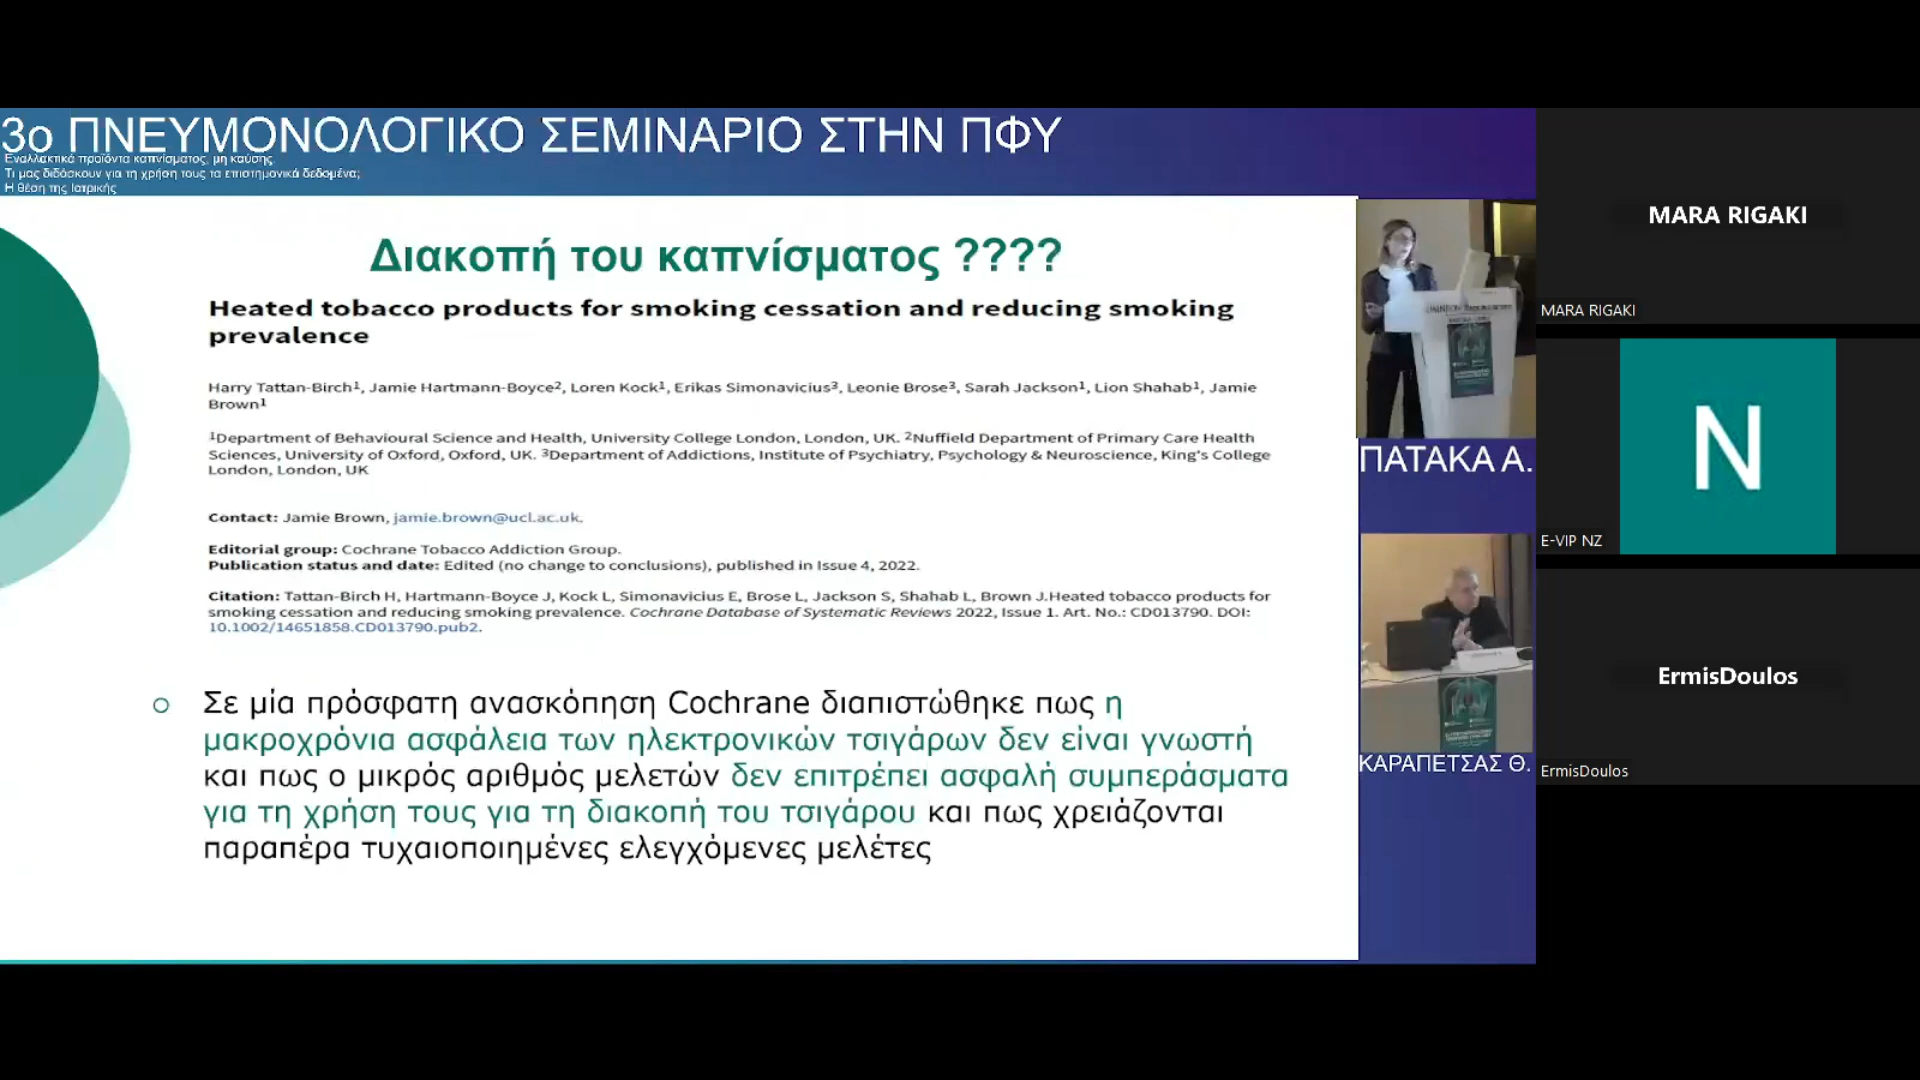 3ο ΠΝΕΥΜΟΝΟΛΟΓΙΚΟ ΣΕΜΙΝΑΡΙΟ ΣΤΗΝ ΠΦΥ
Εναλλακτικά προϊόντα καπνίσματος, μη καύσης.
Τι μας διδάσκουν για τη χρήση τους τα επιστημονικά δεδομένα;
Η θέση της Ιατρικής
Διακοπή του καπνίσματος ????
Heated tobacco products for smoking cessation and reducing smoking
prevalence
Harry Tattan-Birch1, Jamie Hartmann-Boyce2, Loren Kock1, Erikas Simonavicius3, Leonie Brose3, Sarah Jackson1, Lion Shahab1, Jamie
Brown1
1Department of Behavioural Science and Health, University College London, London, UK. 2Nuffield Department of Primary Care Health
Sciences, University of Oxford, Oxford, UK. 3Department of Addictions, Institute of Psychiatry, Psychology & Neuroscience, King's College
London, London, UK
Contact: Jamie Brown, jamie.brown@ucl.ac.uk.
Editorial group: Cochrane Tobacco Addiction Group.
Publication status and date: Edited (no change to conclusions), published in Issue 4, 2022.
Citation: Tattan-Birch H, Hartmann-Boyce J, Kock L, Simonavicius E, Brose L, Jackson S, Shahab L, Brown J.Heated tobacco products for
smoking cessation and reducing smoking prevalence. Cochrane Database of Systematic Reviews 2022, Issue 1. Art. No.: CD013790. DOI:
10.1002/14651858.CD013790.pub2.
Σε μία πρόσφατη ανασκόπηση Cochrane διαπιστώθηκε πως η
μακροχρόνια ασφάλεια των ηλεκτρονικών τσιγάρων δεν είναι γνωστή
και πως ο μικρός αριθμός μελετών δεν επιτρέπει ασφαλή συμπεράσματα
για τη χρήση τους για τη διακοπή του τσιγάρου και πως χρειάζονται
παραπέρα τυχαιοποιημένες ελεγχόμενες μελέτες
ΠΑΤΑΚΑ Α.
ΚΑΡΑΠΕΤΣΑΣ Θ.
MARA RIGAKI
MARA RIGAKI
N
E-VIP NZ
ErmisDoulos
ErmisDoulos